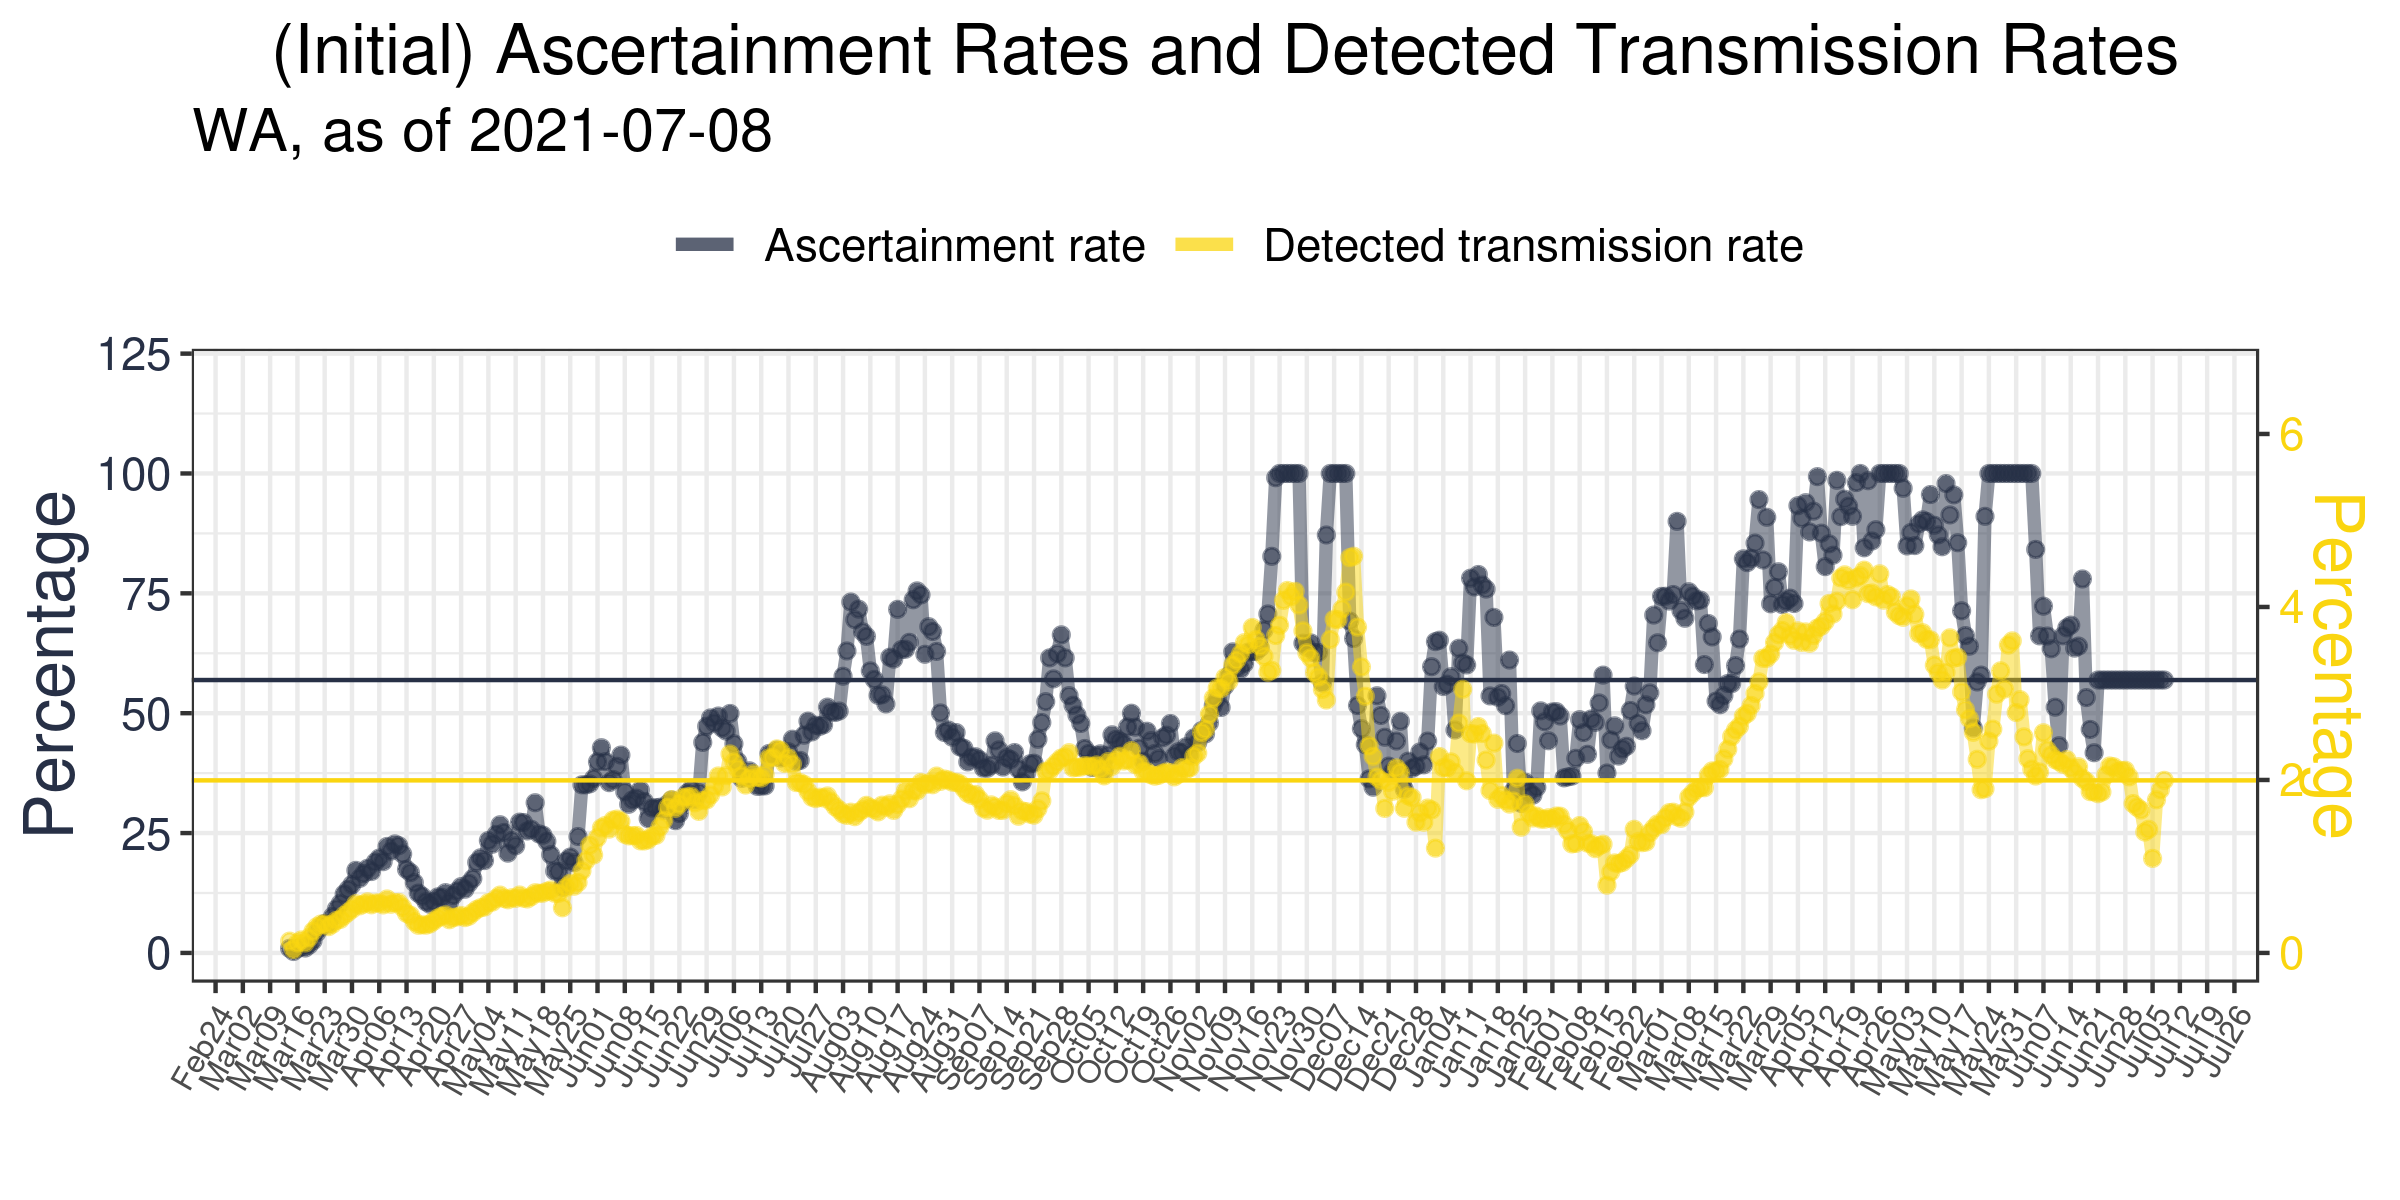 (Initial) Ascertainment Rates and Detected Transmission Rates
WA, as of 2021-07-08
Ascertainment rate
Detected transmission rate
Percentage
125
100
75
50
25
0
6
4
2
0
Percentage
Feb24
Mar02
Mar09
Mar16
Mar23
Mar30
Apr06
Apr13
Apr20
Apr27
May04
May11
May18
May25
Jun01
Jun08
Jun15
Jun22
Jun29
Jul06
Jul13
Jul20
Jul27
Aug03
Aug10
Aug17
Aug24
Aug31
Sep07
Sep14
Sep21
Sep28
Oct05
Oct12
Oct19
Oct26
Nov02
Nov09
Nov16
Nov23
Nov30
Dec07
Dec14
Dec21
Dec28
Jan04
Jan11
Jan18
Jan25
Feb01
Feb08
Feb15
Feb22
Mar01
Mar08
Mar15
Mar22
Mar29
Apr05
Apr12
Apr19
Apr26
May03
May10
May17
May24
May31
Jun07
Jun14
Jun21
Jun28
Jul05
Jul12
Jul19
Jul26